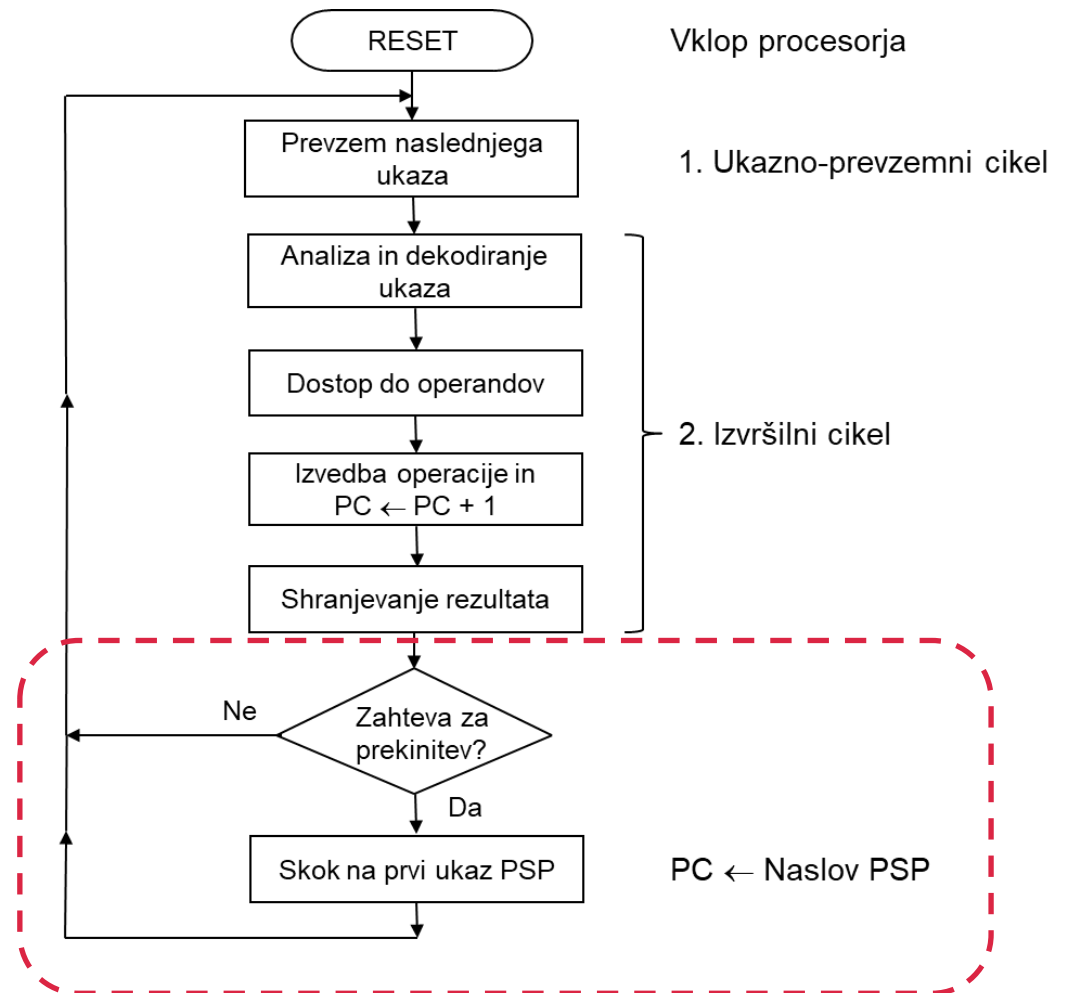 RESET
Vklop procesorja
Prevzem naslednjega
ukaza
1. Ukazno-prevzemni cikel
Analiza in dekodiranje
ukaza
Dostop do operandov
2. Izvršilni cikel
Izvedba operacije in
PC ← PC + 1
Shranjevanje rezultata
Ne
Zahteva za
prekinitev?
Da
Skok na prvi ukaz PSP
PC ← Naslov PSP